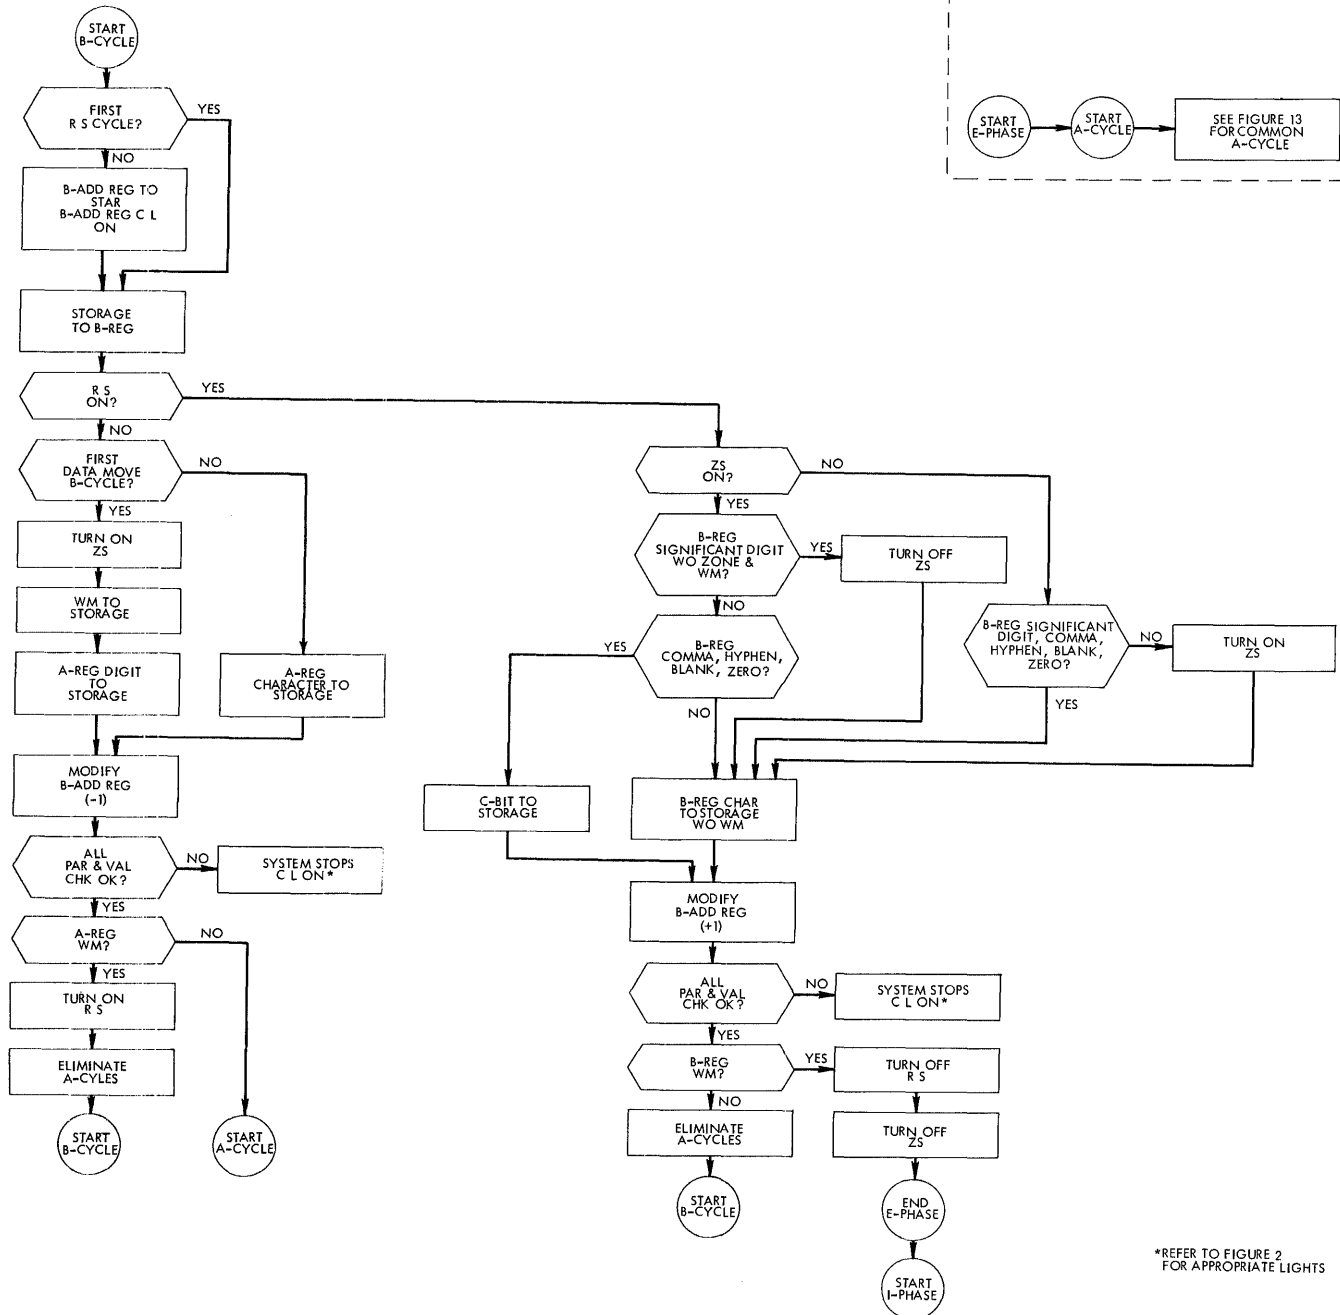 START
B-CYCLE
FIRST
R S CYCLE?
YES
NO
B-ADD REG TO
STAR
B-ADD REG C L
ON
STORAGE
TO B-REG
R S
ON?
YES
NO
FIRST
DATA MOVE
B-CYCLE?
NO
YES
TURN ON
ZS
WM TO
STORAGE
A-REG DIGIT
TO
STORAGE
A-REG
CHARACTER TO
STORAGE
MODIFY
B-ADD REG
(-1)
ALL
PAR & VAL
CHK OK?
NO
SYSTEM STOPS
C L ON*
YES
A-REG
WM?
NO
YES
TURN ON
R S
ELIMINATE
A-CYLES
START
B-CYCLE
START
A-CYCLE
START
E-PHASE
START
A-CYCLE
SEE FIGURE 13
FOR COMMON
A-CYCLE
ZS
ON?
NO
YES
B-REG
SIGNIFICANT DIGIT
WO ZONE &
WM?
YES
TURN OFF
ZS
NO
B-REG
COMMA, HYPHEN,
BLANK, ZERO?
YES
NO
B-REG SIGNIFICANT
DIGIT, COMMA,
HYPHEN, BLANK,
ZERO?
NO
TURN ON
ZS
YES
C-BIT TO
STORAGE
B-REG CHAR
TO STORAGE
WO WM
MODIFY
B-ADD REG
(+1)
ALL
PAR & VAL
CHK OK?
NO
SYSTEM STOPS
C L ON*
YES
B-REG
WM?
YES
TURN OFF
R S
NO
ELIMINATE
A-CYCLES
TURN OFF
ZS
START
B-CYCLE
END
E-PHASE
START
I-PHASE
*REFER TO FIGURE 2
FOR APPROPRIATE LIGHTS